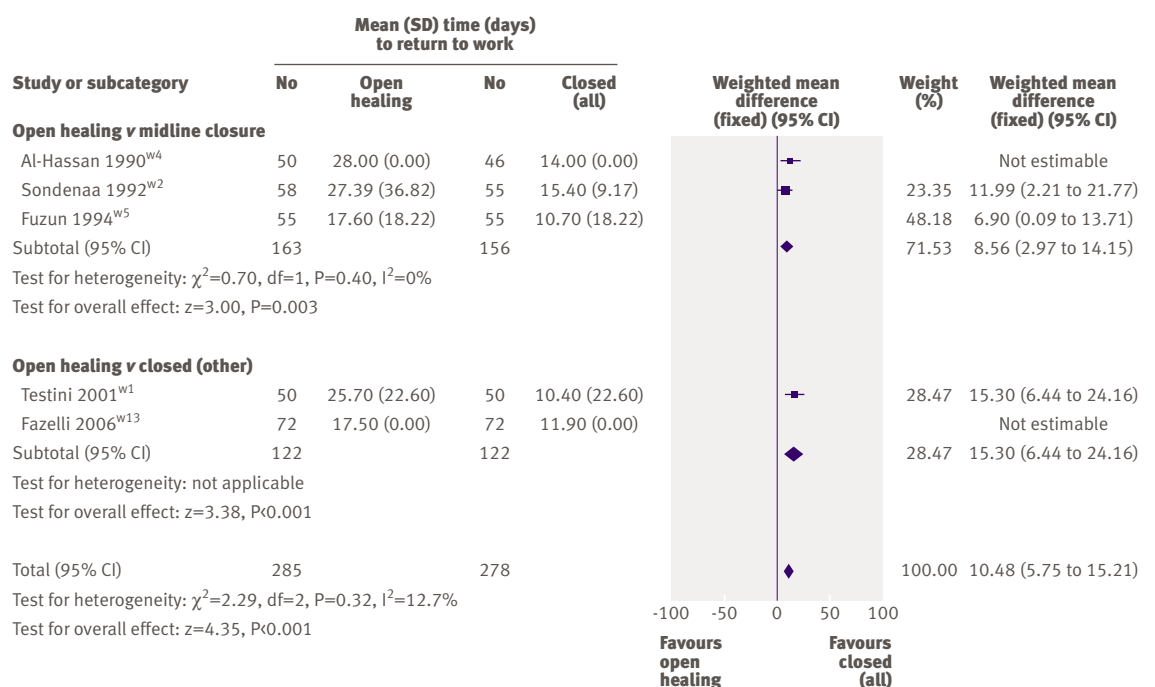 Mean (SD) time (days)
to return to work
Study or subcategory No Open healing No Closed (all) Weighted mean difference (fixed) (95% CI) Weight (%) Weighted mean difference (fixed) (95% CI)
Open healing v midline closure
Al-Hassan 1990w4 50 28.00 (0.00) 46 14.00 (0.00) Not estimable
Sondenaa 1992w2 58 27.39 (36.82) 55 15.40 (9.17) 23.35 11.99 (2.21 to 21.77)
Fuzun 1994w5 55 17.60 (18.22) 55 10.70 (18.22) 48.18 6.90 (0.09 to 13.71)
Subtotal (95% CI) 163 156 71.53 8.56 (2.97 to 14.15)
Test for heterogeneity: χ2=0.70, df=1, P=0.40, I2=0%
Test for overall effect: z=3.00, P=0.003
Open healing v closed (other)
Testini 2001w1 50 25.70 (22.60) 50 10.40 (22.60) 28.47 15.30 (6.44 to 24.16)
Fazelli 2006w13 72 17.50 (0.00) 72 11.90 (0.00) Not estimable
Subtotal (95% CI) 122 122 28.47 15.30 (6.44 to 24.16)
Test for heterogeneity: not applicable
Test for overall effect: z=3.38, P<0.001
Total (95% CI) 285 278 100.00 10.48 (5.75 to 15.21)
Test for heterogeneity: χ2=2.29, df=2, P=0.32, I2=12.7%
Test for overall effect: z=4.35, P<0.001
-100 -50 0 50 100
Favours open healing Favours closed (all)